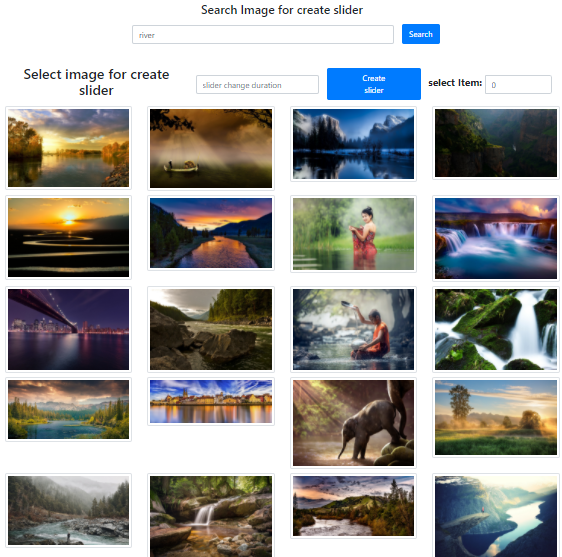 Search Image for create slider
river
Search
Select image for create
slider
slider change duration
Create
slider
select Item:
0